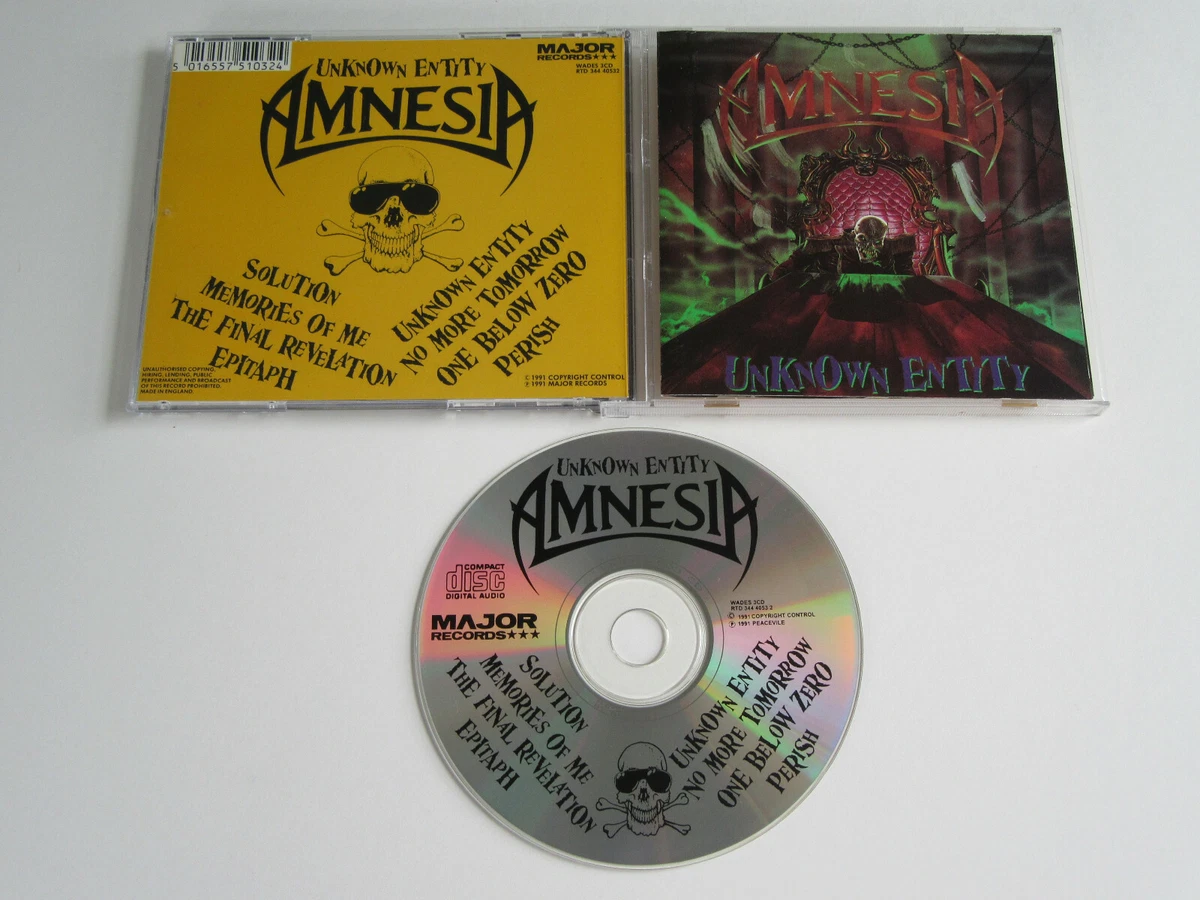 5 016557 510324
MAJOR
RECORDS★★★
WADES 3CD
RTD 344 40532
UNKNOWN ENTITY
AMNESIA
SOLUTION
MEMORIES OF ME
THE FINAL REVELATION
EPITAPH
UNKNOWN ENTITY
NO MORE TOMORROW
ONE BELOW ZERO
PERISH
UNAUTHORISED COPYING,
HIRING, LENDING, PUBLIC
PERFORMANCE AND BROADCAST
OF THIS RECORD PROHIBITED.
MADE IN ENGLAND
© 1991 COPYRIGHT CONTROL
℗ 1991 MAJOR RECORDS
AMNESIA
UNKNOWN ENTITY
UNKNOWN ENTITY
AMNESIA
COMPACT
disc
DIGITAL AUDIO
MAJOR
RECORDS★★★
WADES 3CD
RTD 344 4053 2
© 1991 COPYRIGHT CONTROL
℗ 1991 PEACEVILE
SOLUTION
MEMORIES OF ME
THE FINAL REVELATION
EPITAPH
UNKNOWN ENTITY
NO MORE TOMORROW
ONE BELOW ZERO
PERISH